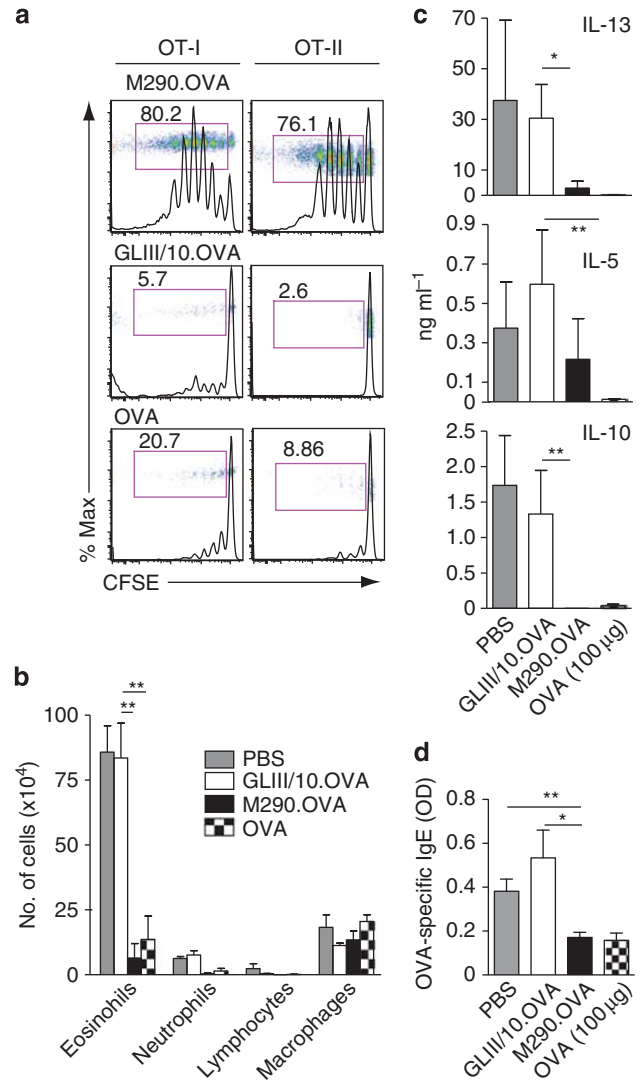 a
OT-I OT-II
M290.OVA
80.2 76.1
GLIII/10.OVA
5.7 2.6
OVA
20.7 8.86
% Max
CFSE
b
100
75
50
25
0
No. of cells (x10⁴)
** 
**
PBS
GLIII/10.OVA
M290.OVA
OVA
Eosinohils
Neutrophils
Lymphocytes
Macrophages
c
IL-13
70
50
30
10
0
*
IL-5
0.9
0.7
0.5
0.3
0.1
0
**
ng ml⁻¹
IL-10
2.5
2.0
1.5
1.0
0.5
0
**
PBS
GLIII/10.OVA
M290.OVA
OVA (100 µg)
d
0.8
0.6
0.4
0.2
0
OVA-specific IgE (OD)
**
*
PBS
GLIII/10.OVA
M290.OVA
OVA (100µg)